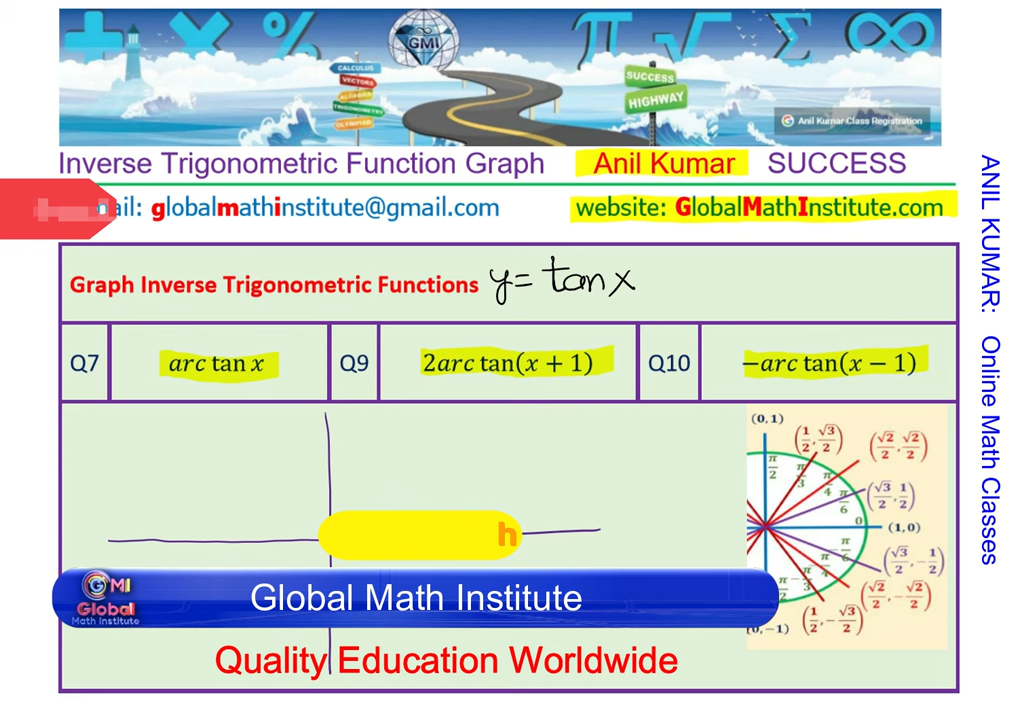 GMI
CALCULUS
VECTORS
ALGEBRA
TRIGONOMETRY
OLYMPIAD
SUCCESS
HIGHWAY
Anil Kumar Class Registration
Inverse Trigonometric Function Graph Anil Kumar SUCCESS
ail: globalmathinstitute@gmail.com website: GlobalMathInstitute.com
Graph Inverse Trigonometric Functions y = tan x
Q7 arc tan x Q9 2arc tan(x + 1) Q10 −arc tan(x − 1)
(0,1)
(1/2, √3/2)
(√2/2, √2/2)
(√3/2, 1/2)
π/2 π/3 π/4 π/6
0 (1,0)
(√3/2, −1/2)
(√2/2, −√2/2)
(1/2, −√3/2)
0,−1)
h
GMI
Global
Math Institute
Global Math Institute
Quality Education Worldwide
ANIL KUMAR: Online Math Classes